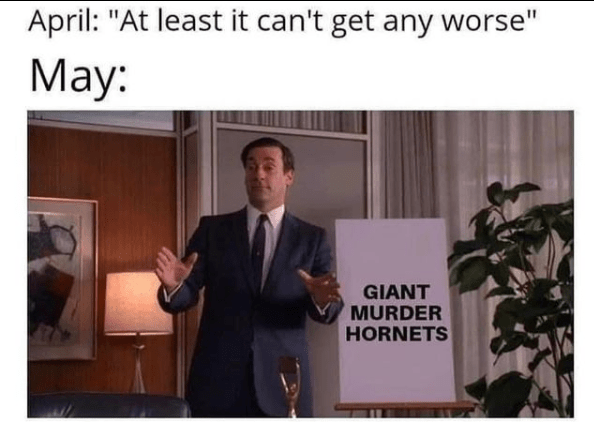 April: "At least it can't get any worse"
May:
GIANT
MURDER
HORNETS